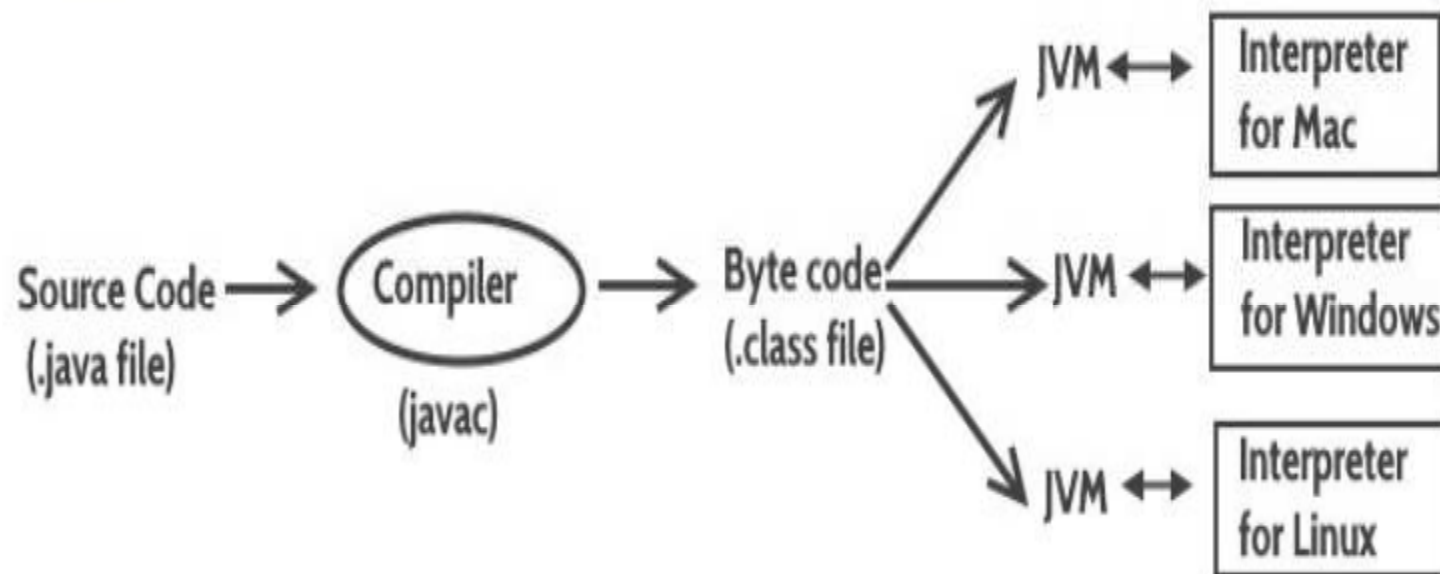 Source Code
(.java file)
Compiler
(javac)
Byte code
(.class file)
JVM
Interpreter
for Mac
JVM
Interpreter
for Windows
JVM
Interpreter
for Linux